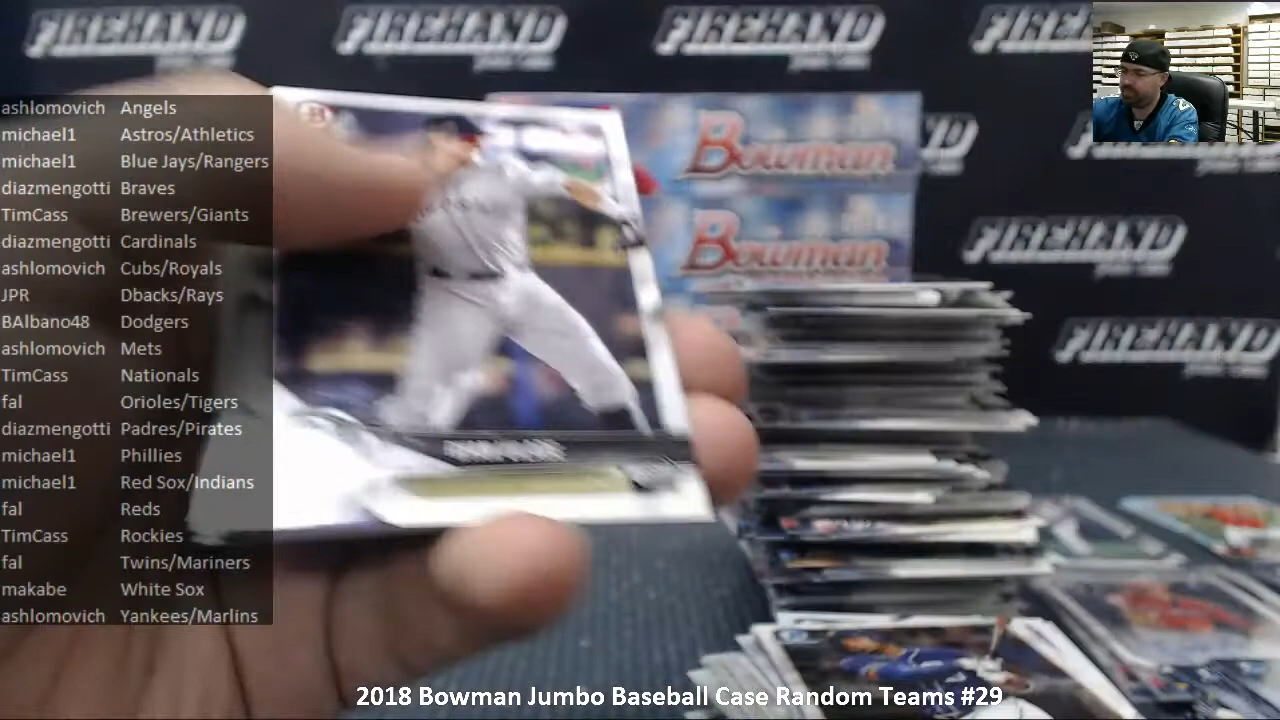 FIREHAND FIREHAND FIREHAND FIREHAND
ashlomovich Angels
michael1 Astros/Athletics
michael1 Blue Jays/Rangers
diazmengotti Braves
TimCass Brewers/Giants
diazmengotti Cardinals
ashlomovich Cubs/Royals
JPR Dbacks/Rays
BAlbano48 Dodgers
ashlomovich Mets
TimCass Nationals
fal Orioles/Tigers
diazmengotti Padres/Pirates
michael1 Phillies
michael1 Red Sox/Indians
fal Reds
TimCass Rockies
fal Twins/Mariners
makabe White Sox
ashlomovich Yankees/Marlins
Bowman
Bowman
FIREHAND
FIREHAND
2018 Bowman Jumbo Baseball Case Random Teams #29